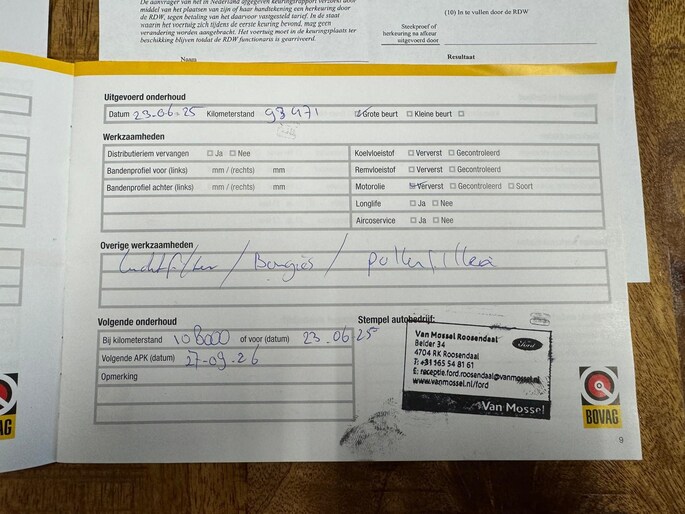 De aanvrager van het in Nederland afgegeven keuringsrapport verzoekt door
middel van het plaatsen van zijn of haar handtekening een herkeuring door
de RDW, tegen betaling van het daarvoor vastgesteld tarief. In de staat
waarin het voertuig zich tijdens de eerste keuring bevond, mag geen
verandering worden aangebracht. Het voertuig moet in de keuringsplaats ter
beschikking blijven totdat de RDW functionaris is gearriveerd.
Naam
(10) In te vullen door de RDW
Steekproef of
herkeuring na afkeur
uitgevoerd door
Resultaat
Uitgevoerd onderhoud
Datum 23-06-25 Kilometerstand 93471 Grote beurt Kleine beurt
Werkzaamheden
Distributieriem vervangen Ja Nee
Bandenprofiel voor (links) mm / (rechts) mm
Bandenprofiel achter (links) mm / (rechts) mm
Koelvloeistof Ververst Gecontroleerd
Remvloeistof Ververst Gecontroleerd
Motorolie Ververst Gecontroleerd Soort
Longlife Ja Nee
Aircoservice Ja Nee
Overige werkzaamheden
Luchtfilter / Bougies / pollenfilter
Volgende onderhoud
Bij kilometerstand 108000 of voor (datum) 23.06 25
Volgende APK (datum) 27-09-26
Opmerking
Stempel autobedrijf:
Van Mossel Roosendaal
Belder 34
4704 RK Roosendaal
T: +31 165 54 81 61
E: receptie.ford.roosendaal@vanmossel.nl
www.vanmossel.nl/ford
Ford
Van Mossel
BOVAG
9
AG